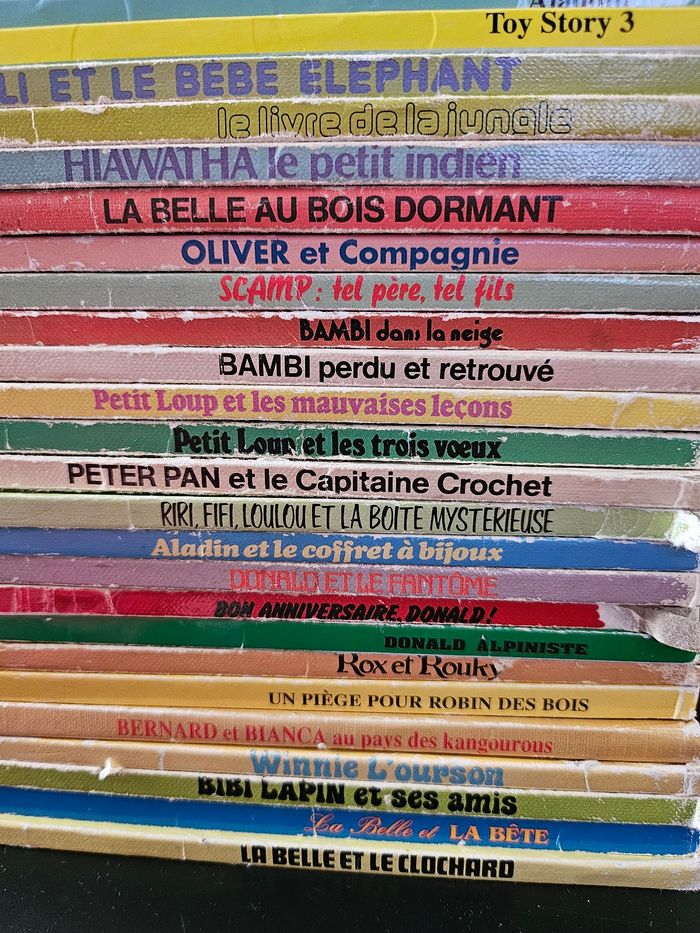 Toy Story 3
LI ET LE BÉBÉ ELEPHANT
le livre de la jungle
HIAWATHA le petit indien
LA BELLE AU BOIS DORMANT
OLIVER et Compagnie
SCAMP : tel père, tel fils
BAMBI dans la neige
BAMBI perdu et retrouvé
Petit Loup et les mauvaises leçons
Petit Loup et les trois vœux
PETER PAN et le Capitaine Crochet
RIRI, FIFI, LOULOU ET LA BOITE MYSTERIEUSE
Aladin et le coffret à bijoux
DONALD ET LE FANTÔME
BON ANNIVERSAIRE, DONALD !
DONALD ALPINISTE
Rox et Rouky
UN PIÈGE POUR ROBIN DES BOIS
BERNARD et BIANCA au pays des kangourous
Winnie L'ourson
BIBI LAPIN et ses amis
La Belle et LA BÊTE
LA BELLE ET LE CLOCHARD